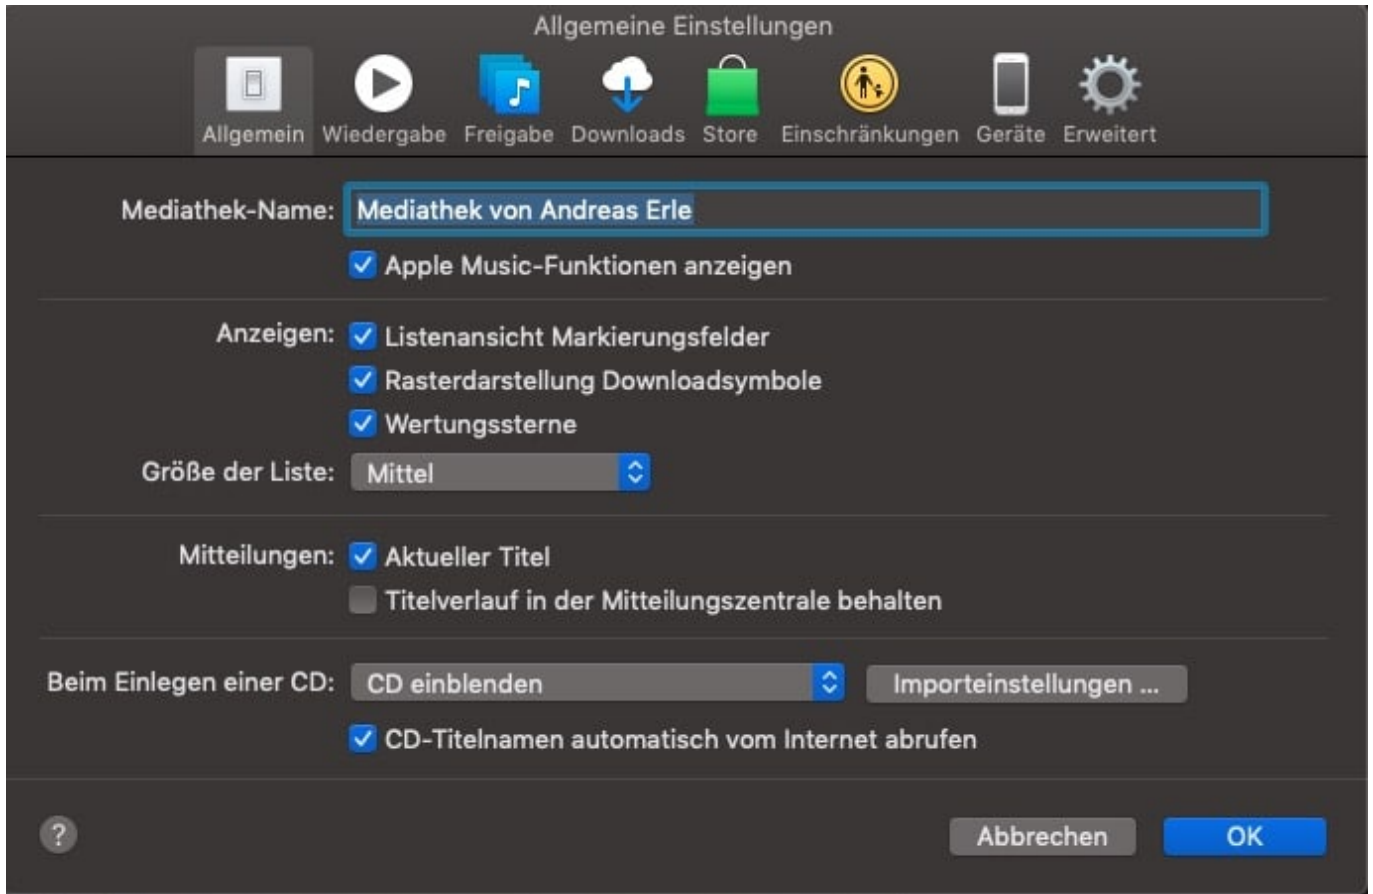 Allgemeine Einstellungen
Allgemein Wiedergabe Freigabe Downloads Store Einschränkungen Geräte Erweitert
Mediathek-Name: Mediathek von Andreas Erle
Apple Music-Funktionen anzeigen
Anzeigen: Listenansicht Markierungsfelder
Rasterdarstellung Downloadsymbole
Wertungssterne
Größe der Liste: Mittel
Mitteilungen: Aktueller Titel
Titelverlauf in der Mitteilungszentrale behalten
Beim Einlegen einer CD: CD einblenden Importeinstellungen ...
CD-Titelnamen automatisch vom Internet abrufen
? Abbrechen OK